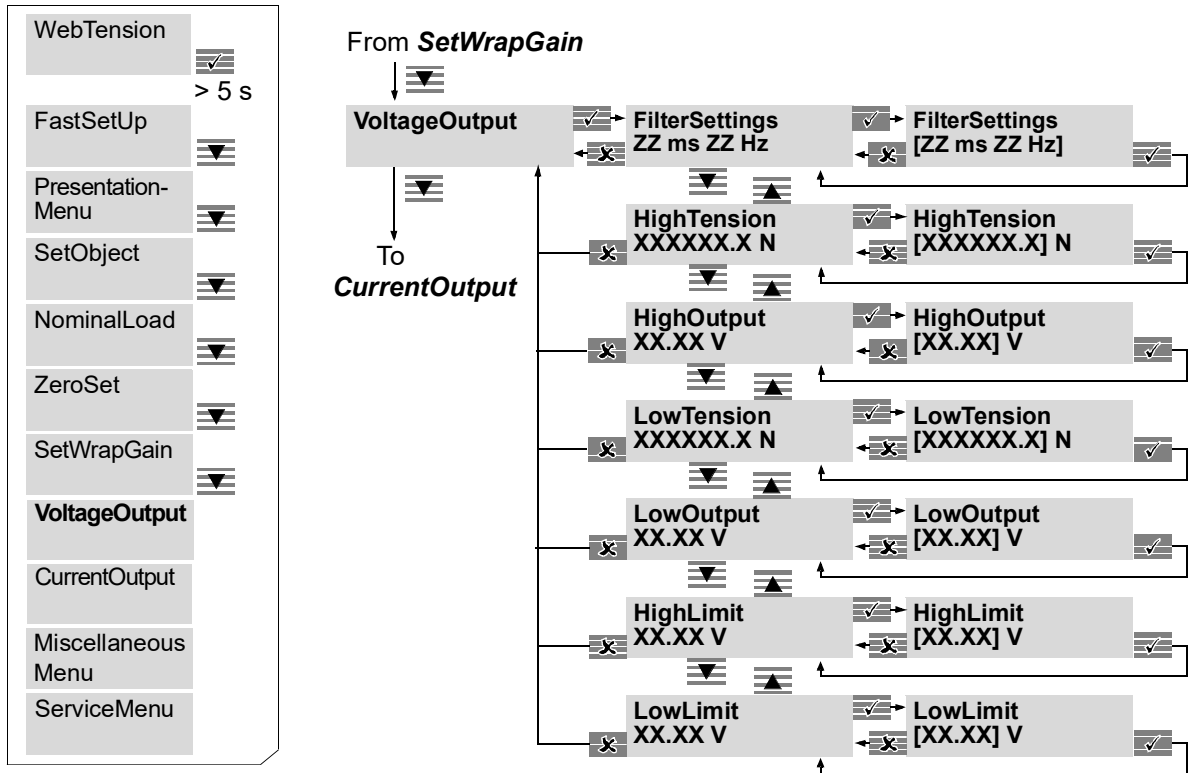 WebTension
> 5 s
FastSetUp
Presentation-
Menu
SetObject
NominalLoad
ZeroSet
SetWrapGain
VoltageOutput
CurrentOutput
Miscellaneous
Menu
ServiceMenu
From SetWrapGain
VoltageOutput
To
CurrentOutput
FilterSettings
ZZ ms ZZ Hz
FilterSettings
[ZZ ms ZZ Hz]
HighTension
XXXXXX.X N
HighTension
[XXXXXX.X] N
HighOutput
XX.XX V
HighOutput
[XX.XX] V
LowTension
XXXXXX.X N
LowTension
[XXXXXX.X] N
LowOutput
XX.XX V
LowOutput
[XX.XX] V
HighLimit
XX.XX V
HighLimit
[XX.XX] V
LowLimit
XX.XX V
LowLimit
[XX.XX] V